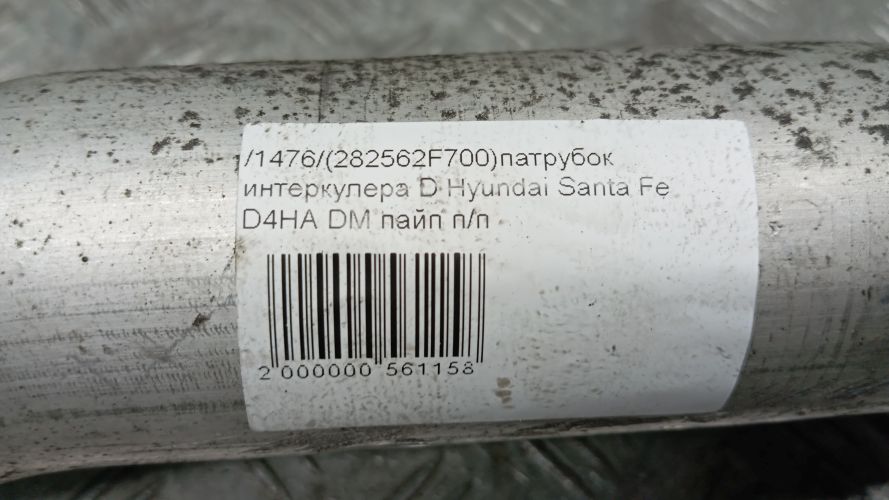 /1476/(282562F700)патрубок
интеркулера D Hyundai Santa Fe
D4HA DM пайп п/п
2 000000 561158